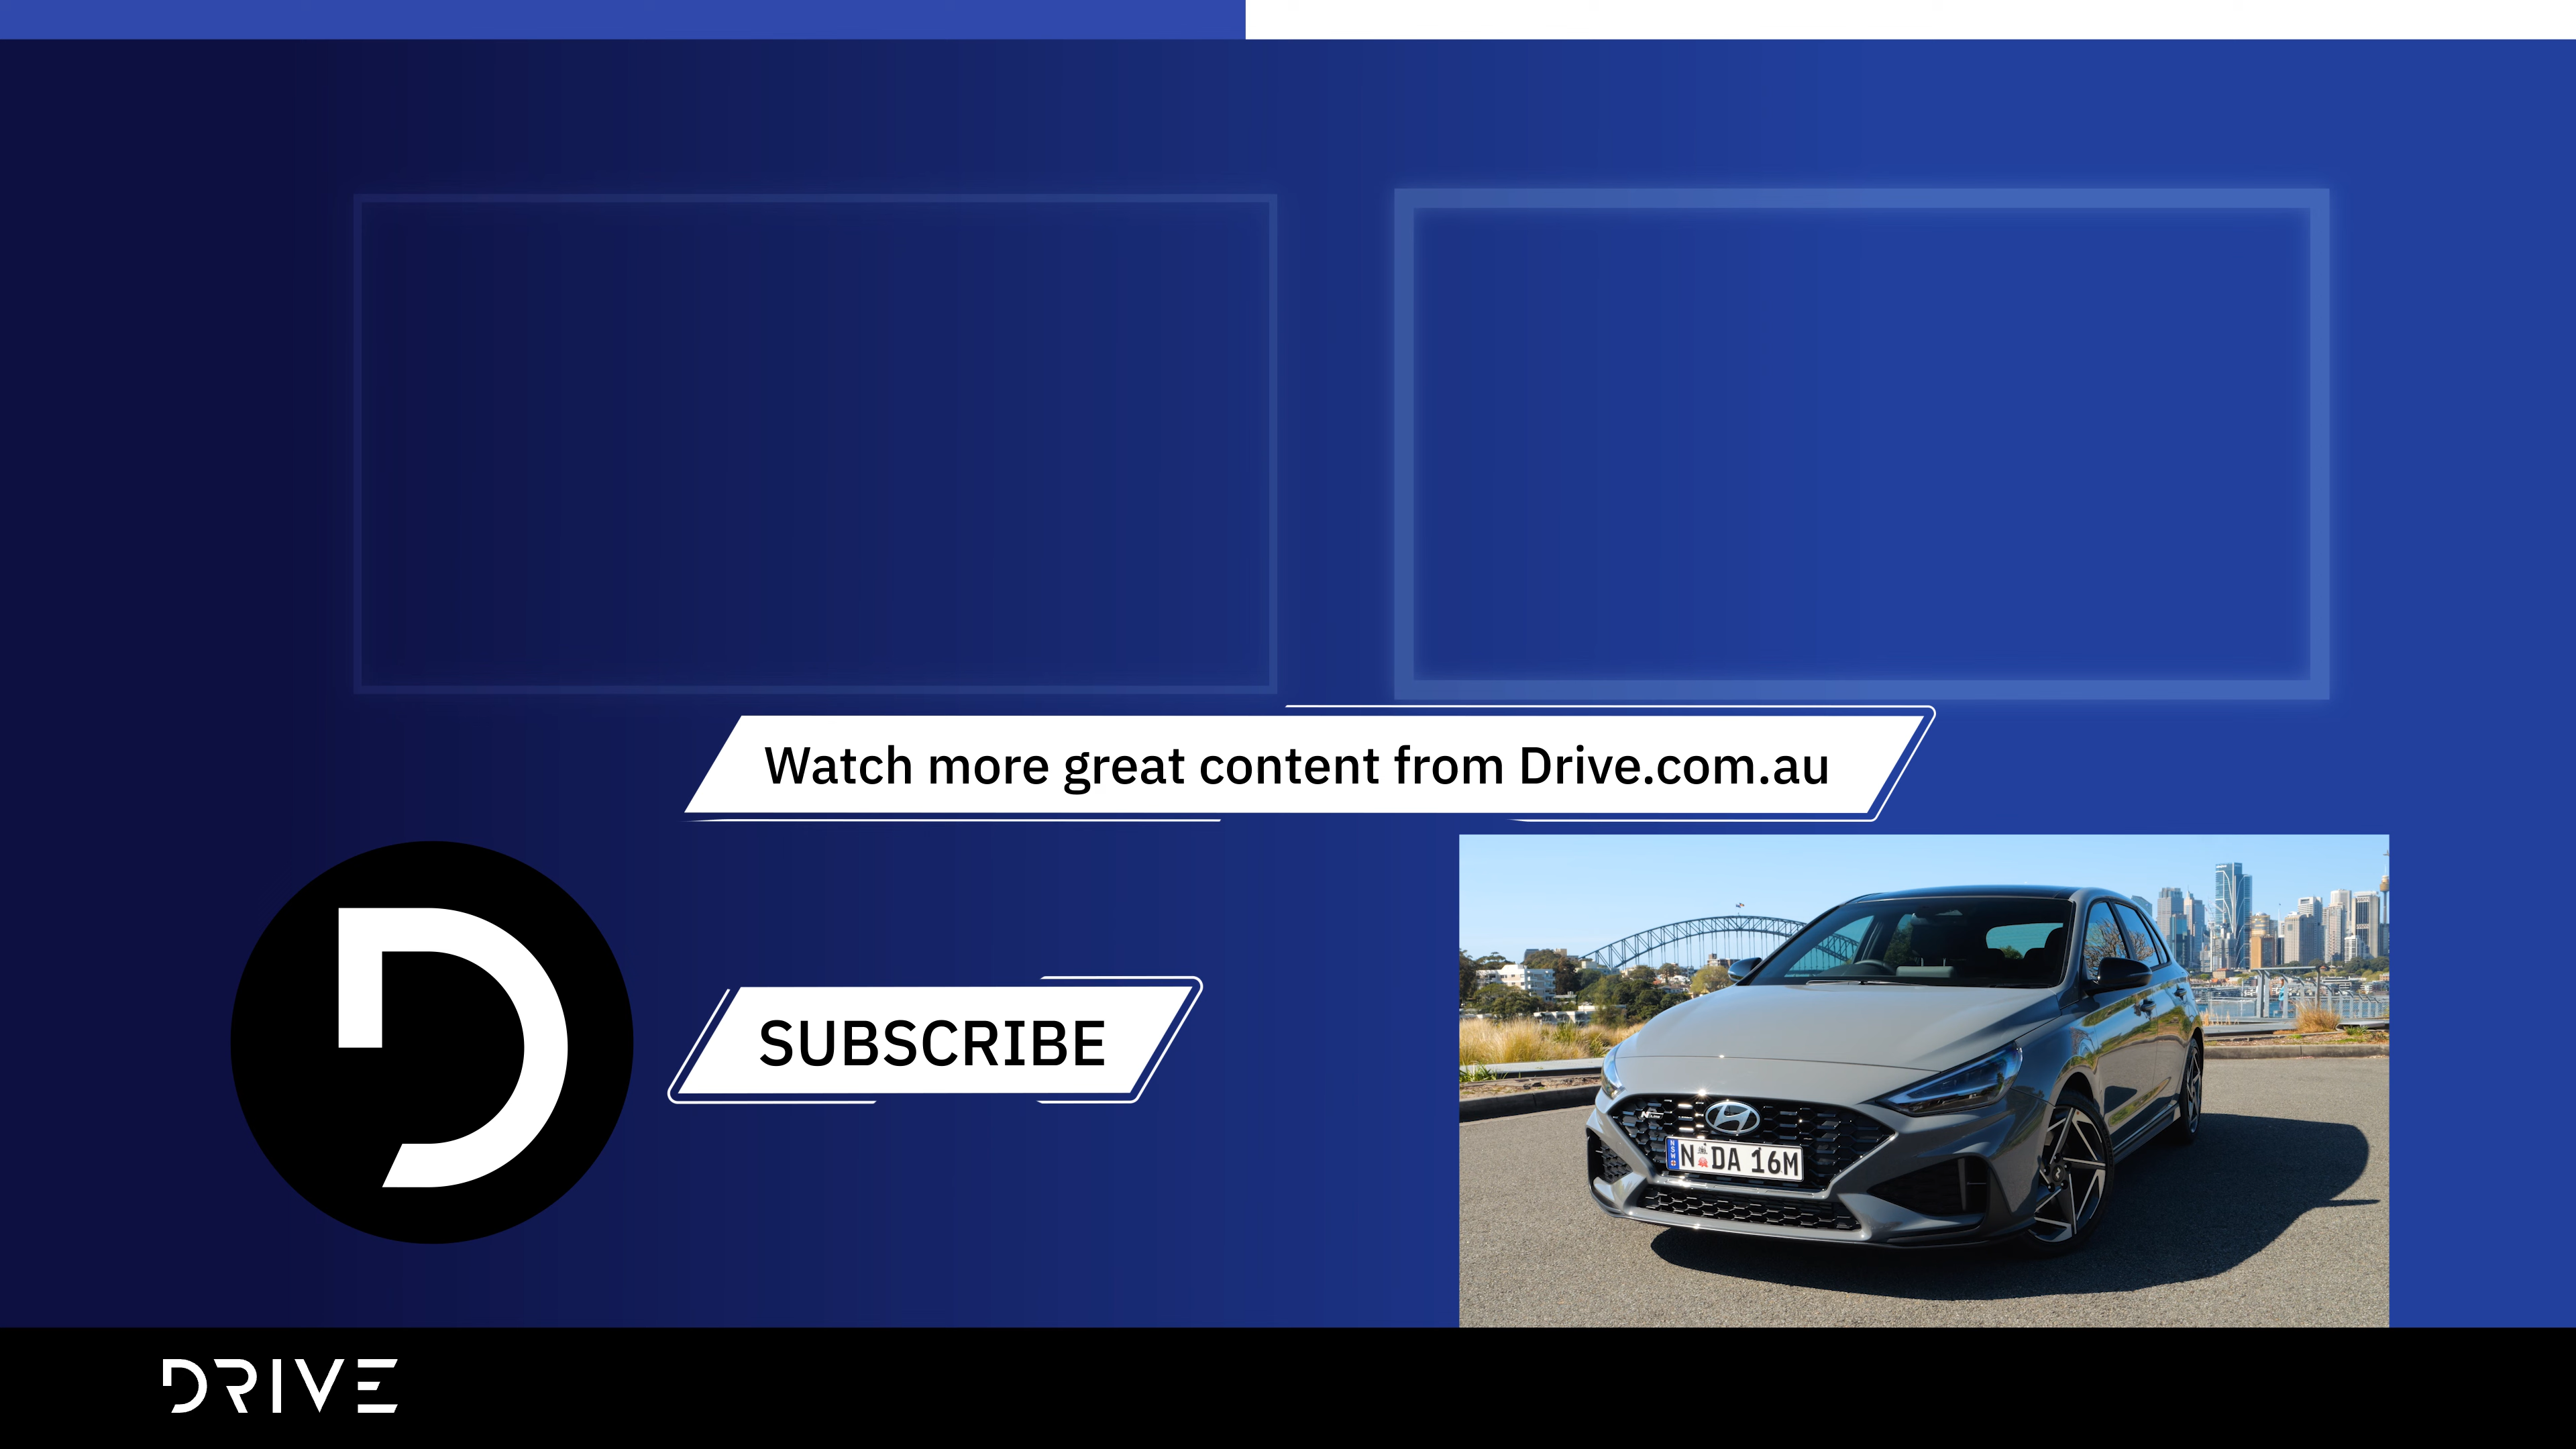 Watch more great content from Drive.com.au
D
SUBSCRIBE
N DA 16M
DRIVE